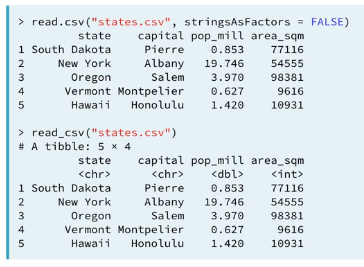 > read.csv("states.csv", stringsAsFactors = FALSE)
state capital pop_mill area_sqm
1 South Dakota Pierre 0.853 77116
2 New York Albany 19.746 54555
3 Oregon Salem 3.970 98381
4 Vermont Montpelier 0.627 9616
5 Hawaii Honolulu 1.420 10931
> read_csv("states.csv")
# A tibble: 5 × 4
state capital pop_mill area_sqm
<chr> <chr> <dbl> <int>
1 South Dakota Pierre 0.853 77116
2 New York Albany 19.746 54555
3 Oregon Salem 3.970 98381
4 Vermont Montpelier 0.627 9616
5 Hawaii Honolulu 1.420 10931